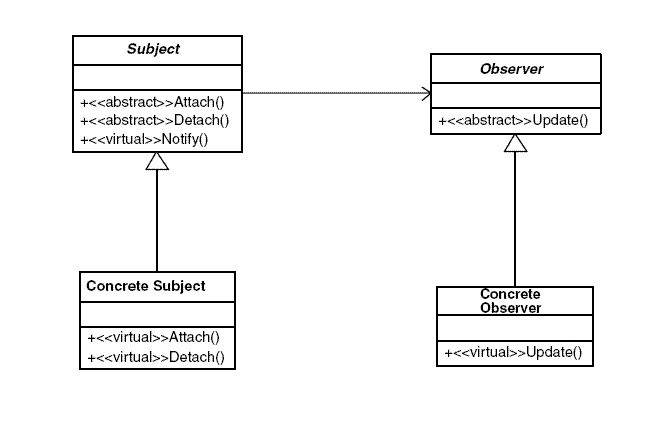 Subject
+<<abstract>>Attach()
+<<abstract>>Detach()
+<<virtual>>Notify()
Observer
+<<abstract>>Update()
Concrete Subject
+<<virtual>>Attach()
+<<virtual>>Detach()
Concrete
Observer
+<<virtual>>Update()